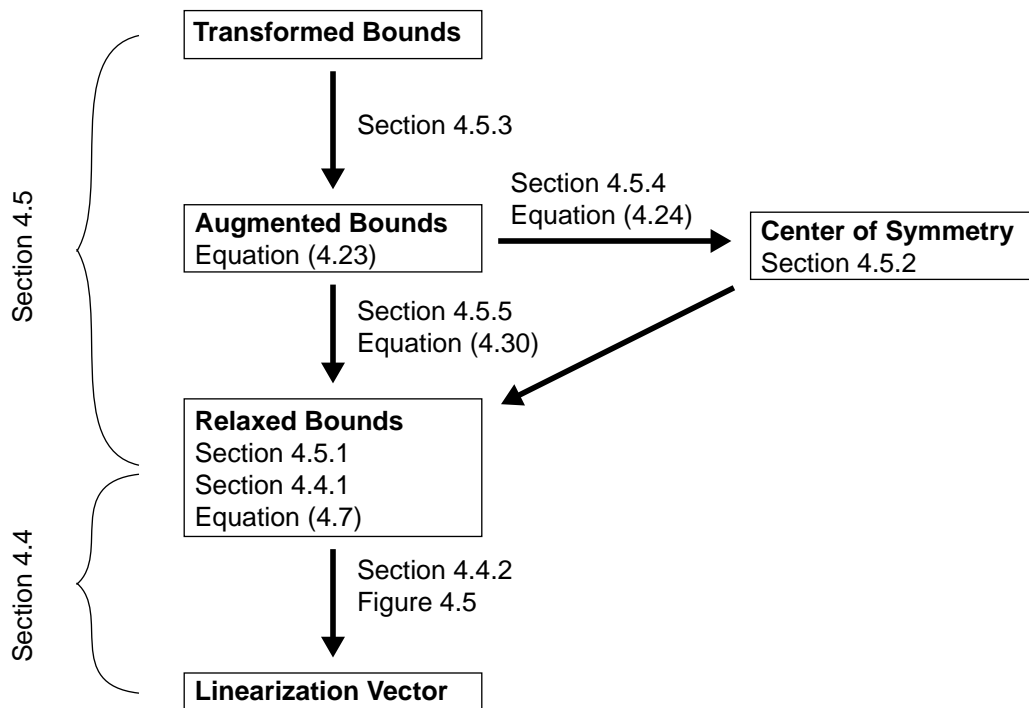 Transformed Bounds
Section 4.5.3
Section 4.5
Section 4.5.4
Equation (4.24)
Augmented Bounds
Equation (4.23)
Center of Symmetry
Section 4.5.2
Section 4.5.5
Equation (4.30)
Relaxed Bounds
Section 4.5.1
Section 4.4.1
Equation (4.7)
Section 4.4
Section 4.4.2
Figure 4.5
Linearization Vector